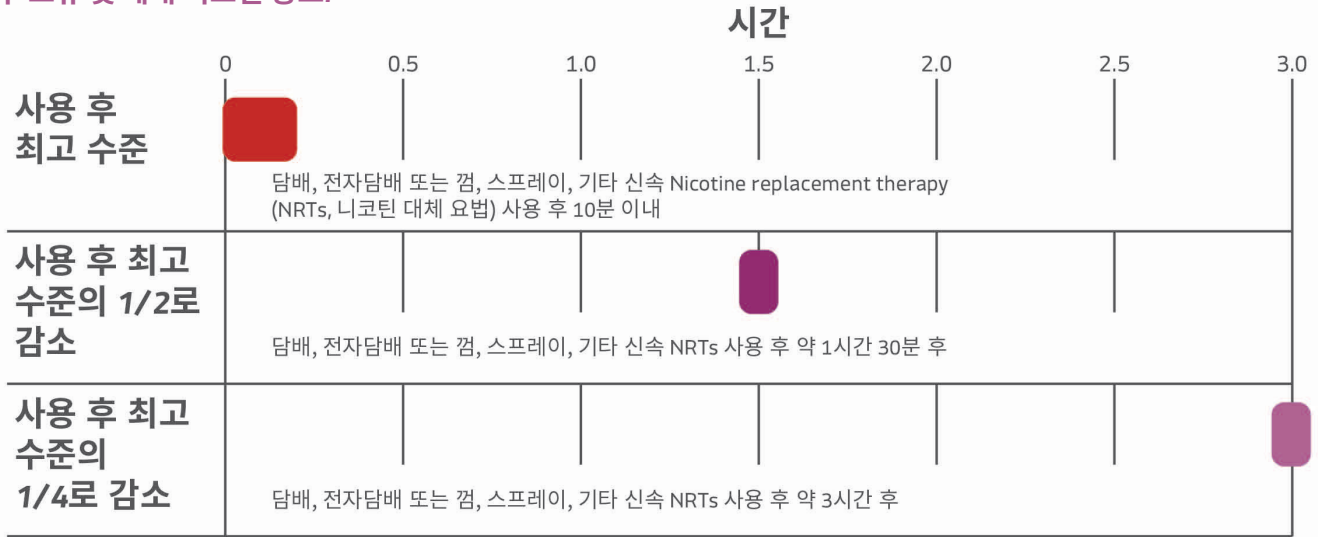 시간
0 0.5 1.0 1.5 2.0 2.5 3.0
사용 후
최고 수준
담배, 전자담배 또는 껌, 스프레이, 기타 신속 Nicotine replacement therapy
(NRTs, 니코틴 대체 요법) 사용 후 10분 이내
사용 후 최고
수준의 1/2로
감소
담배, 전자담배 또는 껌, 스프레이, 기타 신속 NRTs 사용 후 약 1시간 30분 후
사용 후 최고
수준의
1/4로 감소
담배, 전자담배 또는 껌, 스프레이, 기타 신속 NRTs 사용 후 약 3시간 후